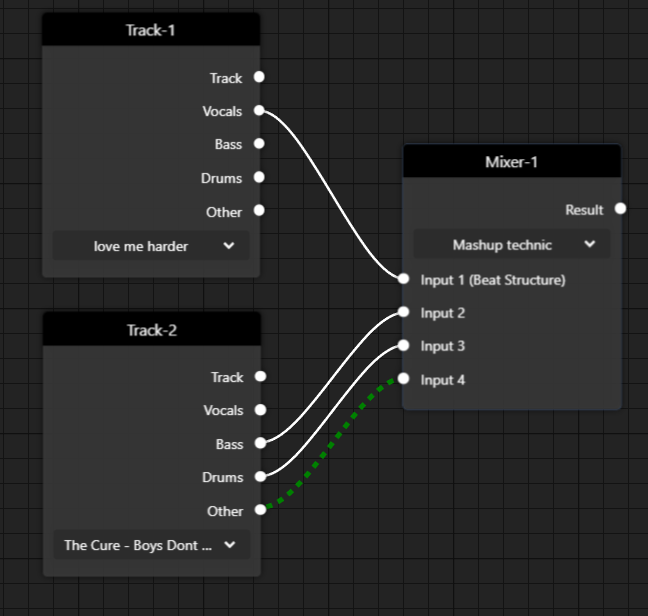 Track-1
Track
Vocals
Bass
Drums
Other
love me harder
Mixer-1
Result
Mashup technic
Input 1 (Beat Structure)
Input 2
Input 3
Input 4
Track-2
Track
Vocals
Bass
Drums
Other
The Cure - Boys Dont ...